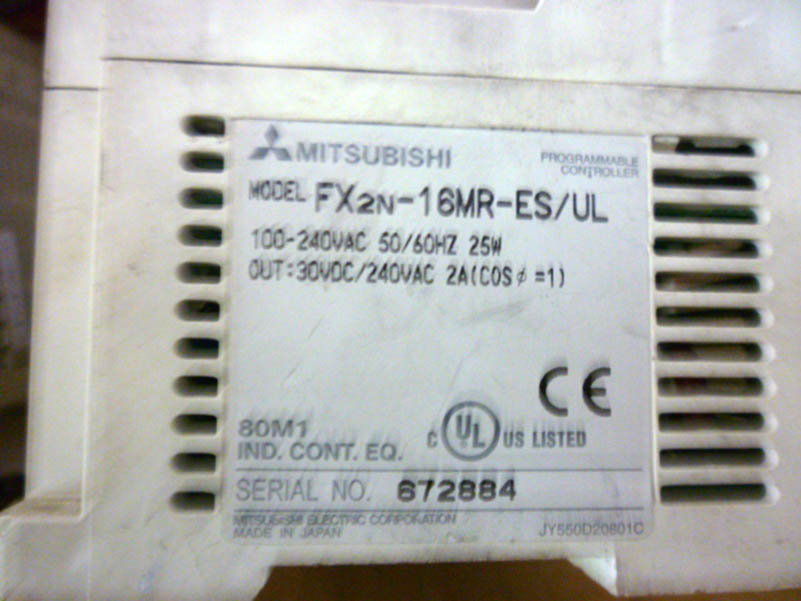 MITSUBISHI
PROGRAMMABLE
CONTROLLER
MODEL FX2N-16MR-ES/UL
100-240VAC 50/60HZ 25W
OUT:30VDC/240VAC 2A(COS φ =1)
CE
80M1
IND. CONT. EQ.
C UL US LISTED
SERIAL NO. 672884
MITSUBISHI ELECTRIC CORPORATION
MADE IN JAPAN
JY550D20801C